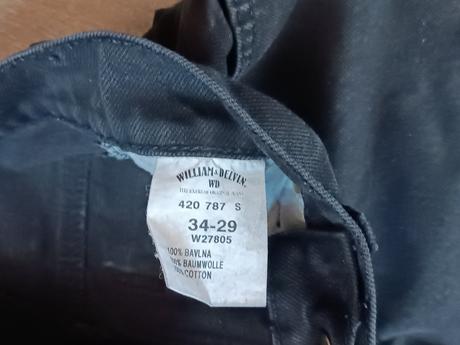 WILLIAM & DELVIN.
WD
420 787 S
34-29
W27805
100% BAVLNA
100% BAUMWOLLE
100% COTTON